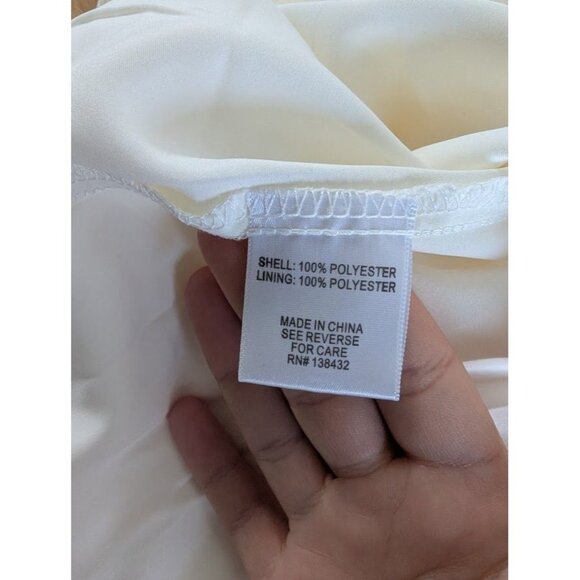 SHELL: 100% POLYESTER
LINING: 100% POLYESTER
MADE IN CHINA
SEE REVERSE
FOR CARE
RN# 138432